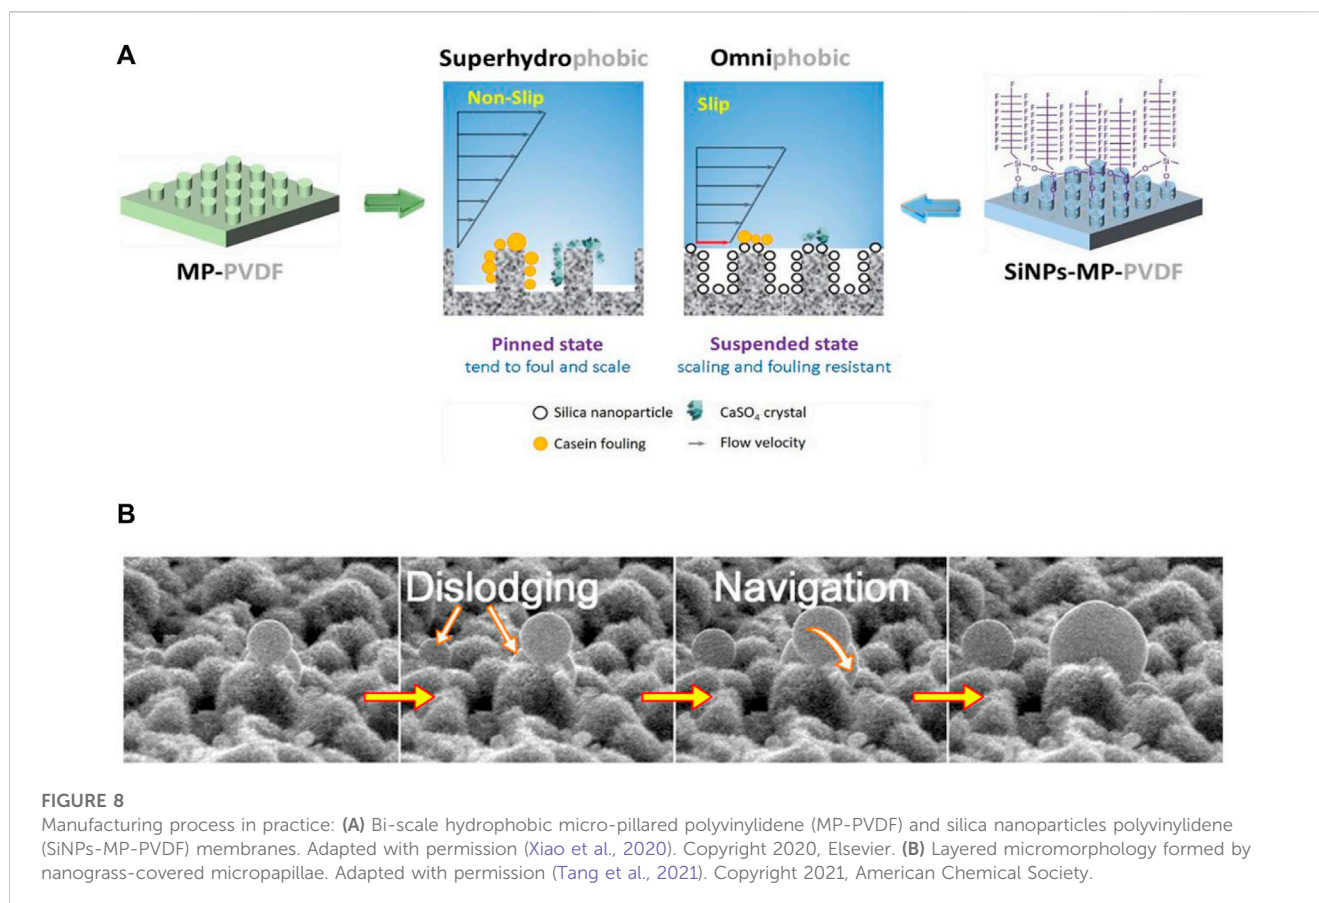 A
Superhydrophobic
Omniphobic
Non-Slip
Slip
MP-PVDF
SiNPs-MP-PVDF
Pinned state
tend to foul and scale
Suspended state
scaling and fouling resistant
Silica nanoparticle
CaSO₄ crystal
Casein fouling
Flow velocity
B
Dislodging
Navigation
FIGURE 8
Manufacturing process in practice: (A) Bi-scale hydrophobic micro-pillared polyvinylidene (MP-PVDF) and silica nanoparticles polyvinylidene
(SiNPs-MP-PVDF) membranes. Adapted with permission (Xiao et al., 2020). Copyright 2020, Elsevier. (B) Layered micromorphology formed by
nanograss-covered micropapillae. Adapted with permission (Tang et al., 2021). Copyright 2021, American Chemical Society.